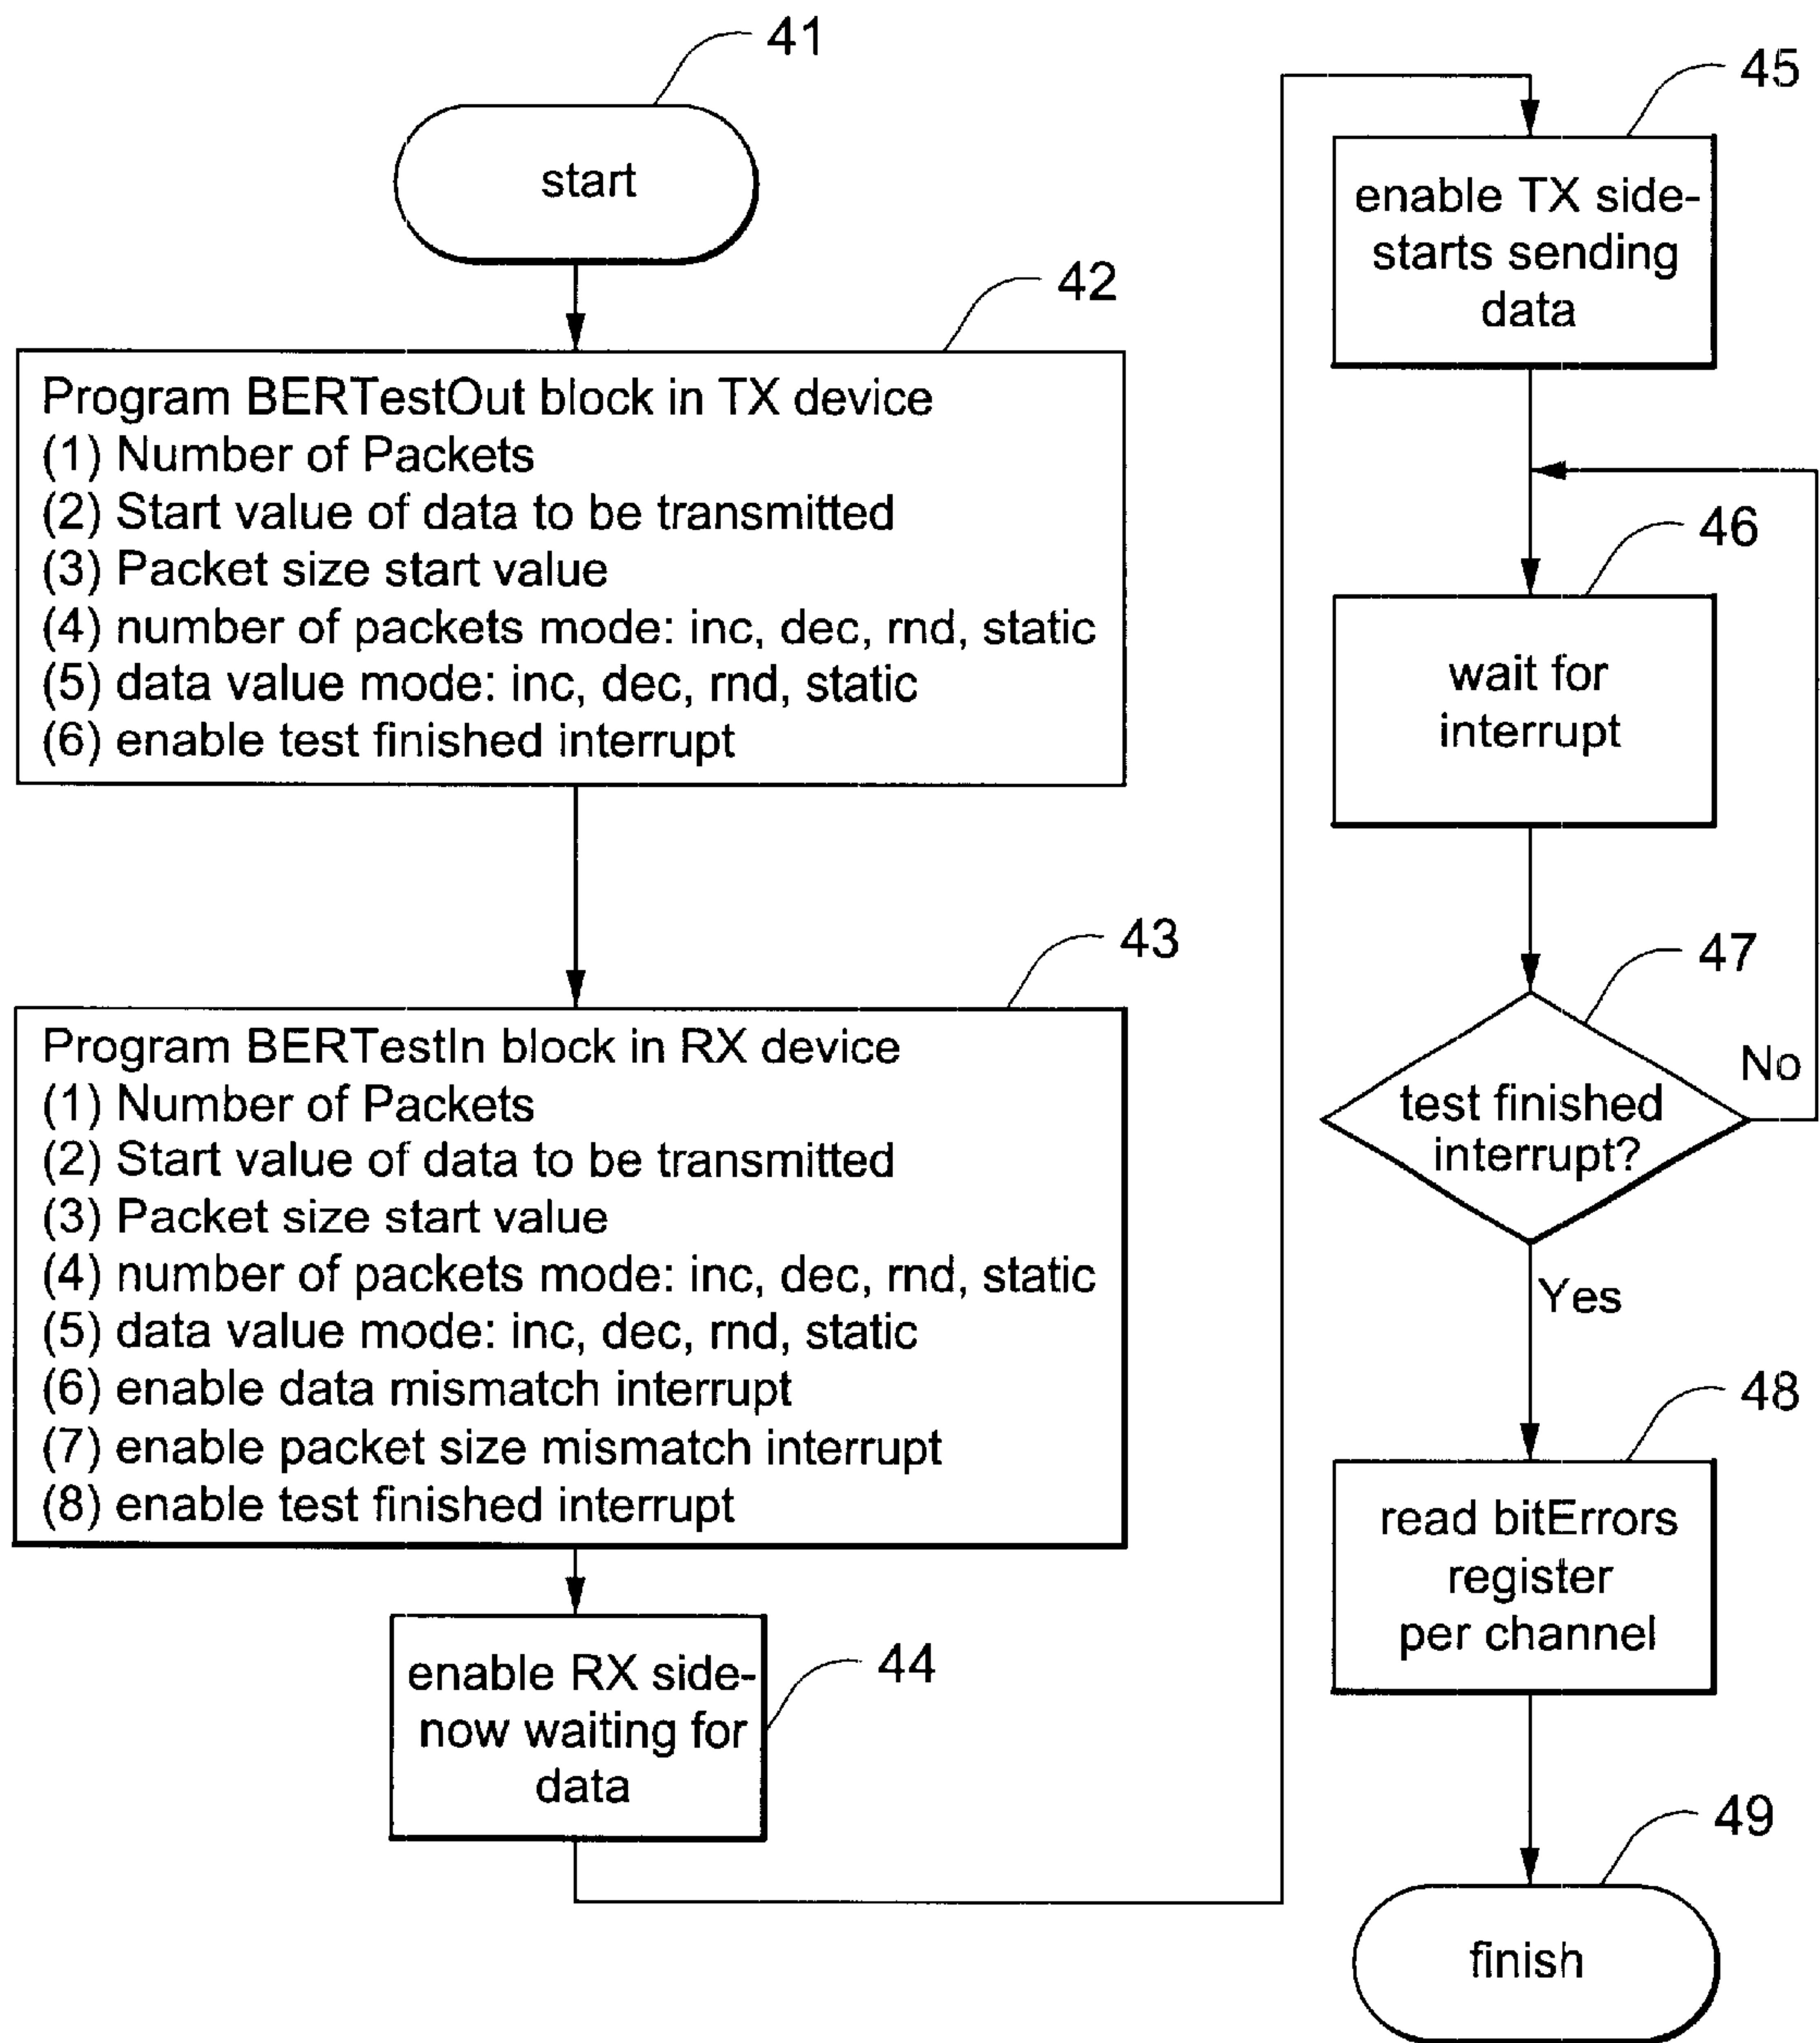 41
start
42
Program BERTestOut block in TX device
(1) Number of Packets
(2) Start value of data to be transmitted
(3) Packet size start value
(4) number of packets mode: inc, dec, rnd, static
(5) data value mode: inc, dec, rnd, static
(6) enable test finished interrupt
43
Program BERTestIn block in RX device
(1) Number of Packets
(2) Start value of data to be transmitted
(3) Packet size start value
(4) number of packets mode: inc, dec, rnd, static
(5) data value mode: inc, dec, rnd, static
(6) enable data mismatch interrupt
(7) enable packet size mismatch interrupt
(8) enable test finished interrupt
44
enable RX side-
now waiting for
data
45
enable TX side-
starts sending
data
46
wait for
interrupt
47
test finished
interrupt?
No
Yes
48
read bitErrors
register
per channel
49
finish